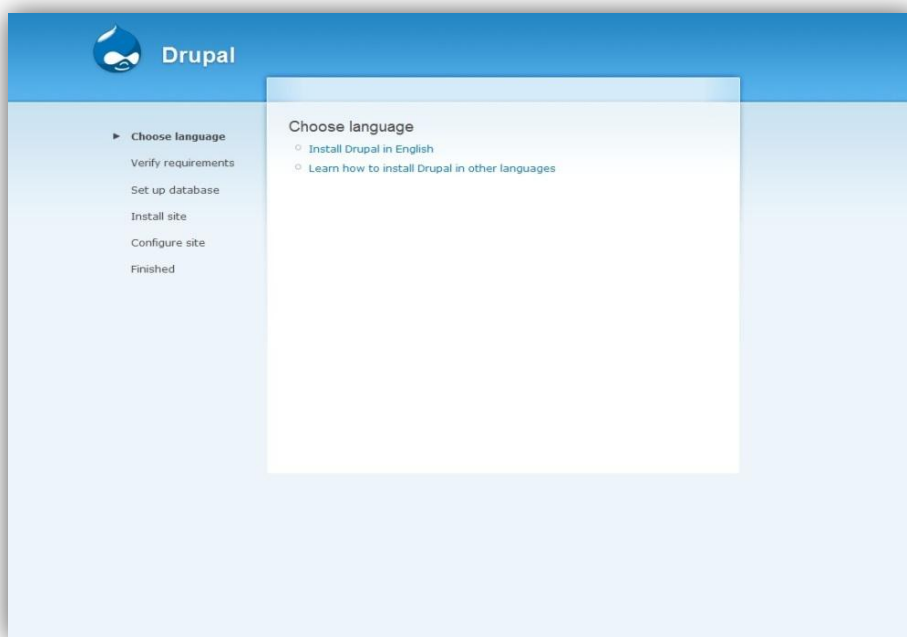 Drupal
Choose language
Verify requirements
Set up database
Install site
Configure site
Finished
Choose language
Install Drupal in English
Learn how to install Drupal in other languages